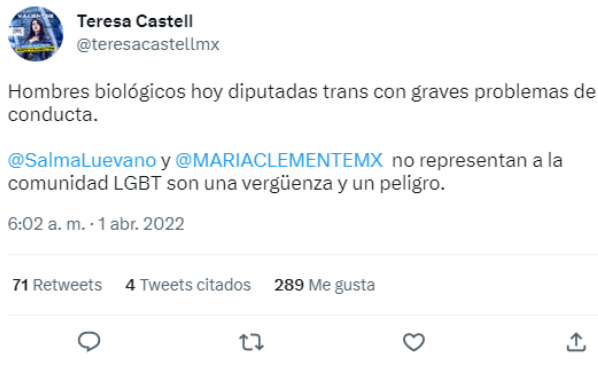 Teresa Castell
@teresacastellmx
Hombres biológicos hoy diputadas trans con graves problemas de
conducta.
@SalmaLuevano y @MARIACLEMENTEMX no representan a la
comunidad LGBT son una vergüenza y un peligro.
6:02 a. m. · 1 abr. 2022
71 Retweets 4 Tweets citados 289 Me gusta